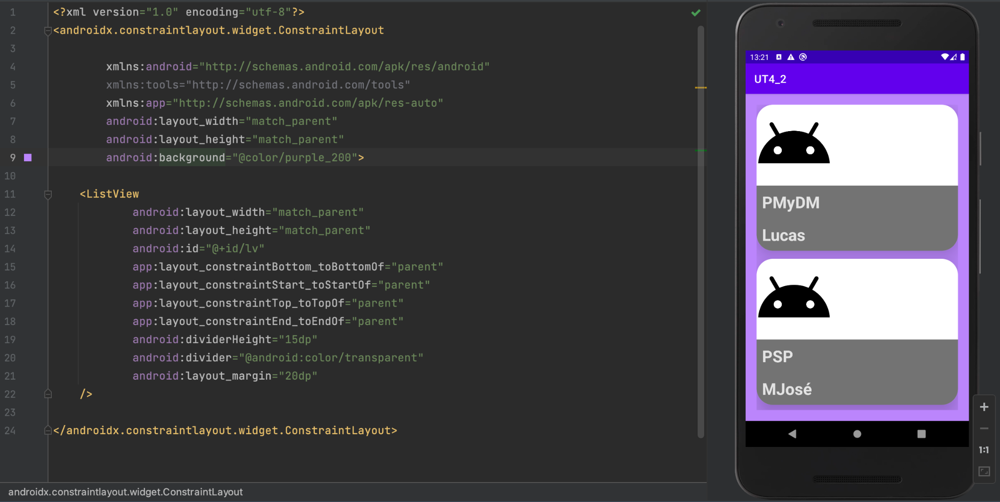 1 <?xml version="1.0" encoding="utf-8"?>
2 <androidx.constraintlayout.widget.ConstraintLayout
3
4 xmlns:android="http://schemas.android.com/apk/res/android"
5 xmlns:tools="http://schemas.android.com/tools"
6 xmlns:app="http://schemas.android.com/apk/res-auto"
7 android:layout_width="match_parent"
8 android:layout_height="match_parent"
9 android:background="@color/purple_200">
10
11 <ListView
12 android:layout_width="match_parent"
13 android:layout_height="match_parent"
14 android:id="@+id/lv"
15 app:layout_constraintBottom_toBottomOf="parent"
16 app:layout_constraintStart_toStartOf="parent"
17 app:layout_constraintTop_toTopOf="parent"
18 app:layout_constraintEnd_toEndOf="parent"
19 android:dividerHeight="15dp"
20 android:divider="@android:color/transparent"
21 android:layout_margin="20dp"
22 />
23
24 </androidx.constraintlayout.widget.ConstraintLayout>
androidx.constraintlayout.widget.ConstraintLayout
13:21
UT4_2
PMyDM
Lucas
PSP
MJosé
1:1